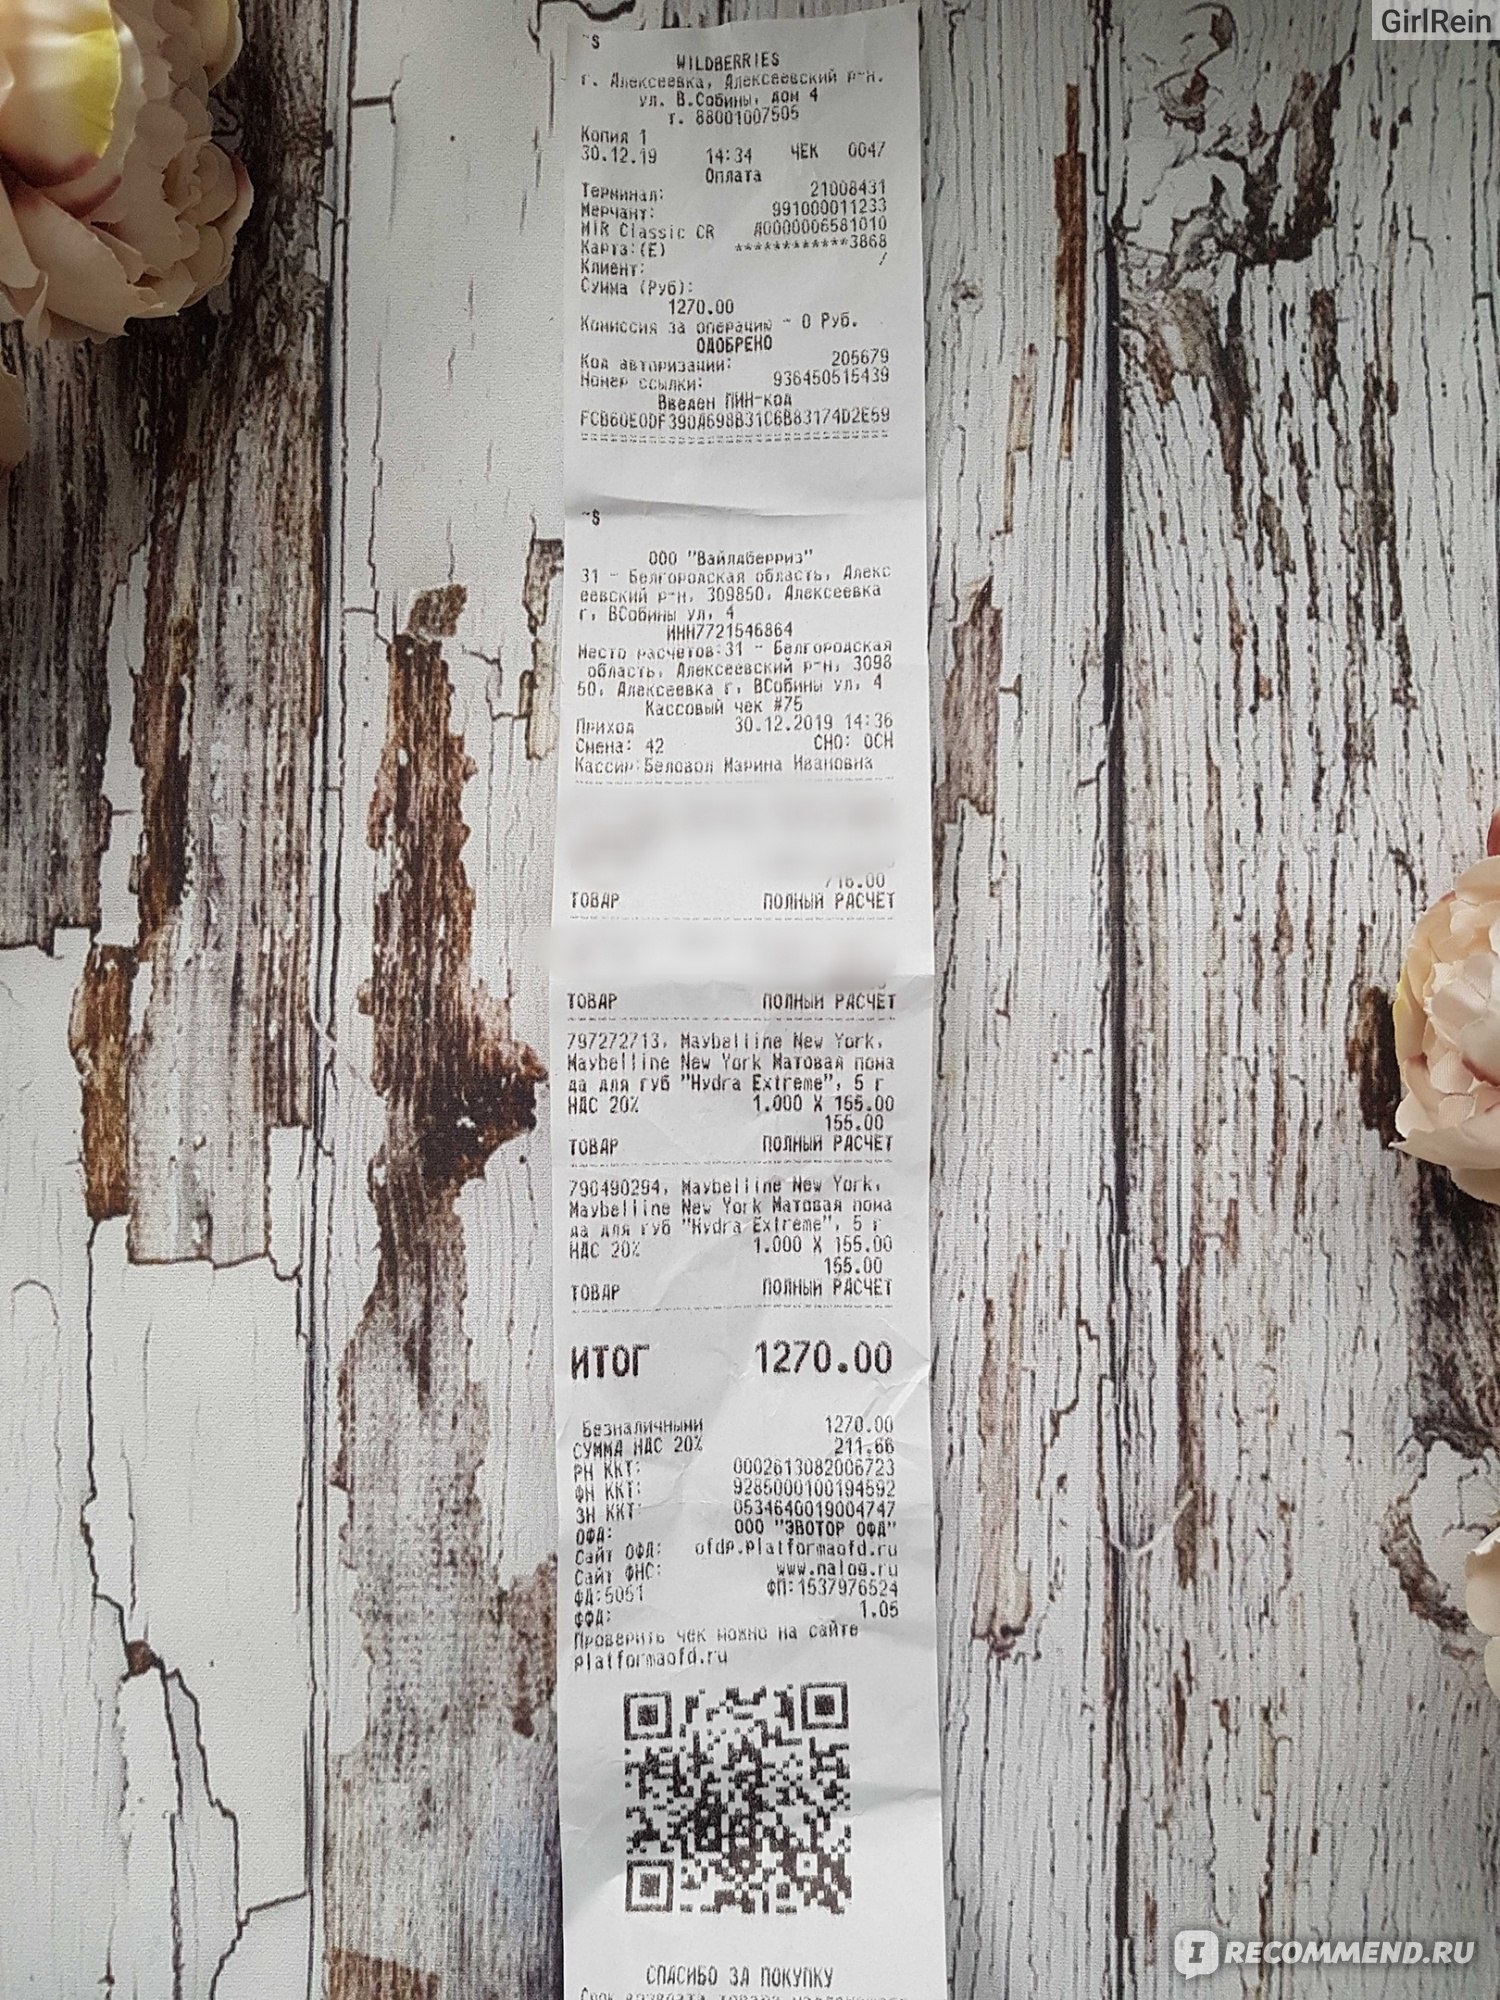 GirlRein
~S
WILDBERRIES
г. Алексеевка, Алексеевский р-н.
ул. В.Собины, дом 4
т. 88001007505
Копия 1
30.12.19 14:34 ЧЕК 0047
Оплата
Терминал: 21008431
Мерчант: 991000011233
MIR Classic CR A0000006581010
Карта:(E) ************3868
Клиент: /
Сумма (Руб):
1270.00
Комиссия за операцию - 0 Руб.
ОДОБРЕНО
Код авторизации: 205679
Номер ссылки: 936450515439
Введен ПИН-код
FCB60E0DF390A698B31C6B83174D2E59
~S
ООО "Вайлдберриз"
31 - Белгородская область, Алекс
еевский р-н, 309850, Алексеевка
г, ВСобины ул, 4
ИНН7721546864
Место расчетов:31 - Белгородская
область, Алексеевский р-н, 3098
50, Алексеевка г, ВСобины ул, 4
Кассовый чек #75
Приход 30.12.2019 14:36
Смена: 42 СНО: ОСН
Кассир:Беловол Марина Ивановна
ТОВАР ПОЛНЫЙ РАСЧЕТ
ТОВАР ПОЛНЫЙ РАСЧЕТ
797272713, Maybelline New York,
Maybelline New York Матовая пома
да для губ "Hydra Extreme", 5 г
НДС 20% 1.000 X 155.00
155.00
ТОВАР ПОЛНЫЙ РАСЧЕТ
790490294, Maybelline New York,
Maybelline New York Матовая пома
да для губ "Hydra Extreme", 5 г
НДС 20% 1.000 X 155.00
155.00
ТОВАР ПОЛНЫЙ РАСЧЕТ
ИТОГ 1270.00
Безналичными 1270.00
СУММА НДС 20% 211.66
РН ККТ: 0002613082006723
ФН ККТ: 9285000100194592
ЗН ККТ: 0534640019004747
ОФД: ООО "ЭВОТОР ОФД"
Сайт ОФД: ofdp.platformaofd.ru
Сайт ФНС: www.nalog.ru
ФД:5051 ФП:1537976524
ФФД: 1.05
Проверить чек можно на сайте
platformaofd.ru
СПАСИБО ЗА ПОКУПКУ
Срок возврата товара надлежащего
I RECOMMEND.RU